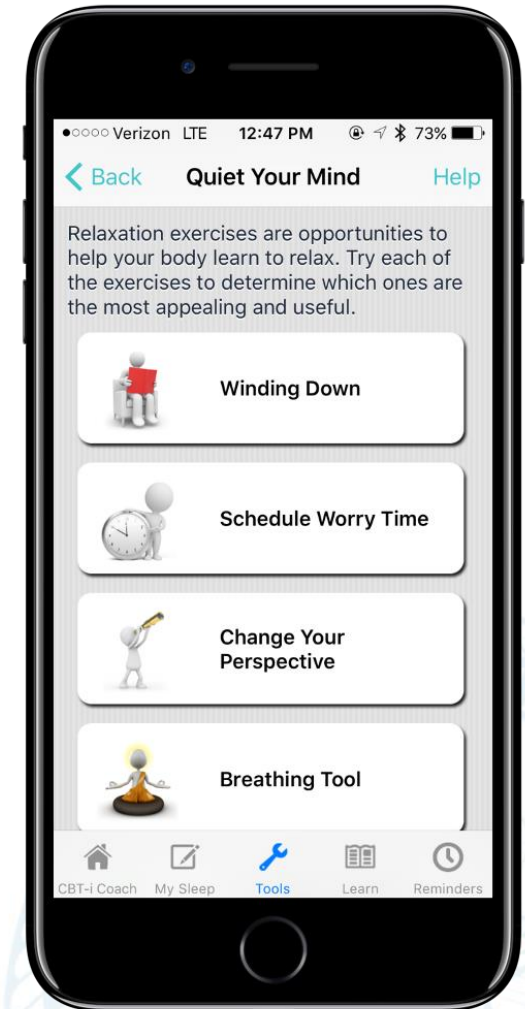 Verizon LTE 12:47 PM 73%
Back Quiet Your Mind Help
Relaxation exercises are opportunities to
help your body learn to relax. Try each of
the exercises to determine which ones are
the most appealing and useful.
Winding Down
Schedule Worry Time
Change Your
Perspective
Breathing Tool
CBT-i Coach My Sleep Tools Learn Reminders